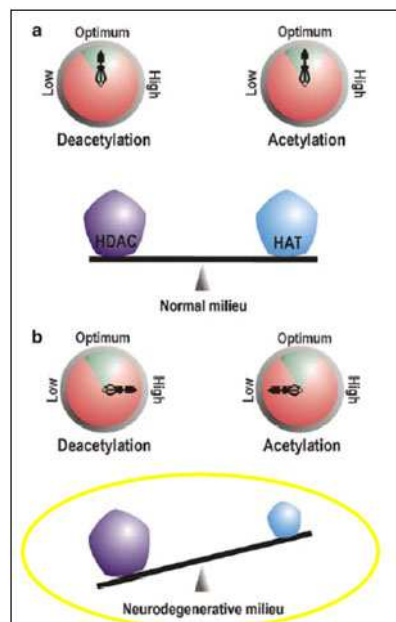 a
Optimum Optimum
Low High Low High
Deacetylation Acetylation
HDAC HAT
Normal milieu
b
Optimum Optimum
Low High Low High
Deacetylation Acetylation
Neurodegenerative milieu